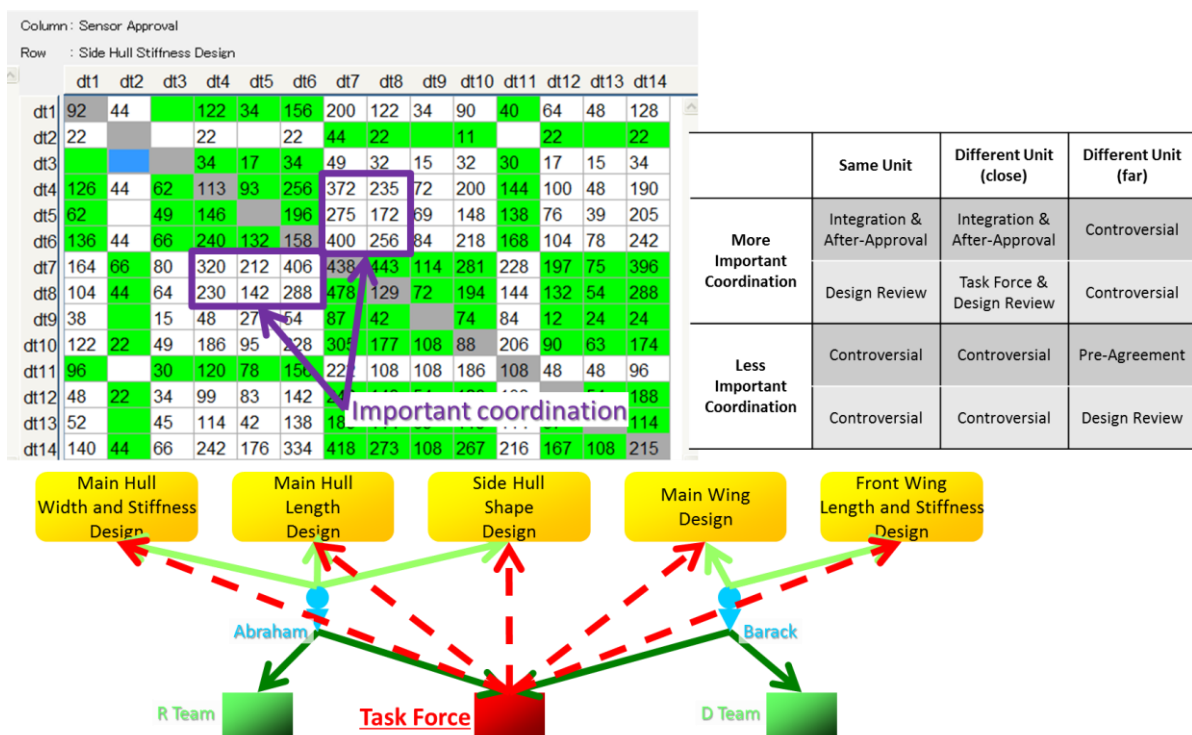 Column : Sensor Approval
Row : Side Hull Stiffness Design
dt1 dt2 dt3 dt4 dt5 dt6 dt7 dt8 dt9 dt10 dt11 dt12 dt13 dt14
dt1 92 44 122 34 156 200 122 34 90 40 64 48 128
dt2 22 22 22 44 22 11 22 22
dt3 34 17 34 49 32 15 32 30 17 15 34
dt4 126 44 62 113 93 256 372 235 72 200 144 100 48 190
dt5 62 49 146 196 275 172 69 148 138 76 39 205
dt6 136 44 66 240 132 158 400 256 84 218 168 104 78 242
dt7 164 66 80 320 212 406 438 443 114 281 228 197 75 396
dt8 104 44 64 230 142 288 478 129 72 194 144 132 54 288
dt9 38 15 48 27 54 87 42 74 84 12 24 24
dt10 122 22 49 186 95 228 305 177 108 88 206 90 63 174
dt11 96 30 120 78 156 222 108 108 186 108 48 48 96
dt12 48 22 34 99 83 142 188
dt13 52 45 114 42 138 114
dt14 140 44 66 242 176 334 418 273 108 267 216 167 108 215
Important coordination
Same Unit
Different Unit
(close)
Different Unit
(far)
More
Important
Coordination
Integration &
After-Approval
Integration &
After-Approval
Controversial
Design Review
Task Force &
Design Review
Controversial
Less
Important
Coordination
Controversial
Controversial
Pre-Agreement
Controversial
Controversial
Design Review
Main Hull
Width and Stiffness
Design
Main Hull
Length
Design
Side Hull
Shape
Design
Main Wing
Design
Front Wing
Length and Stiffness
Design
Abraham
Barack
R Team
Task Force
D Team